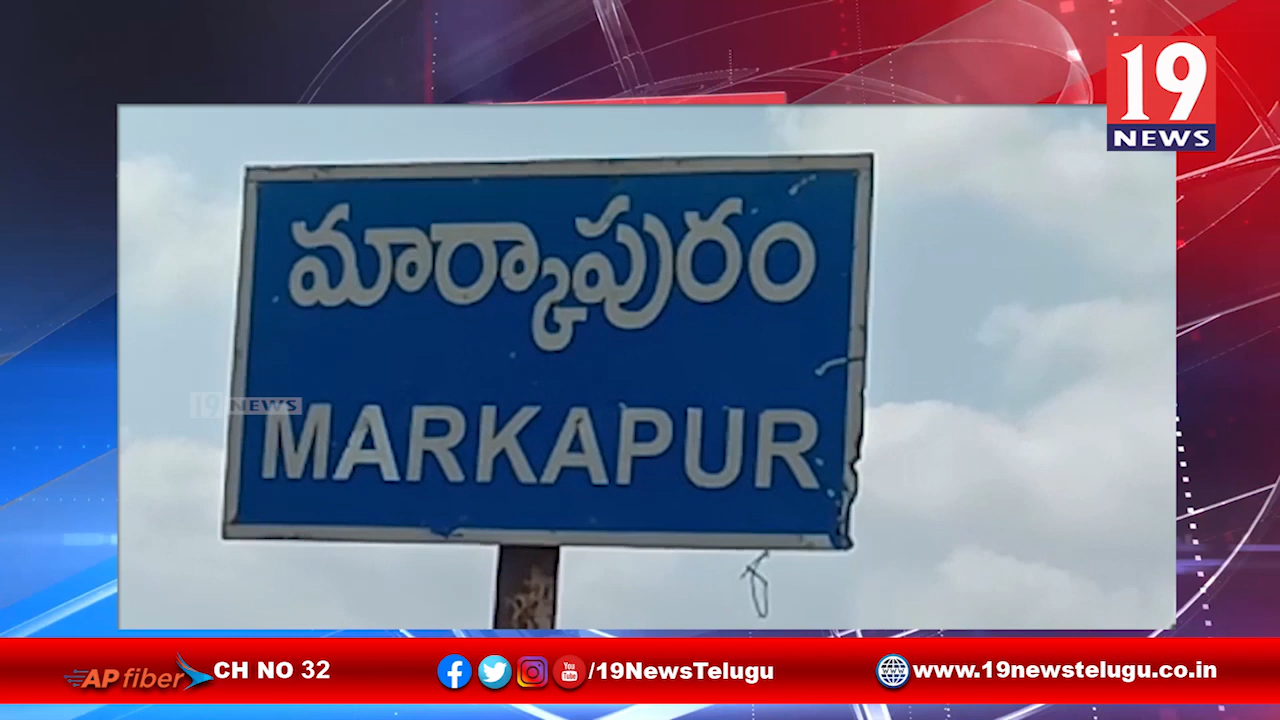 19
NEWS
మార్కాపురం
19 NEWS
MARKAPUR
AP fiber CH NO 32 /19NewsTelugu www.19newstelugu.co.in